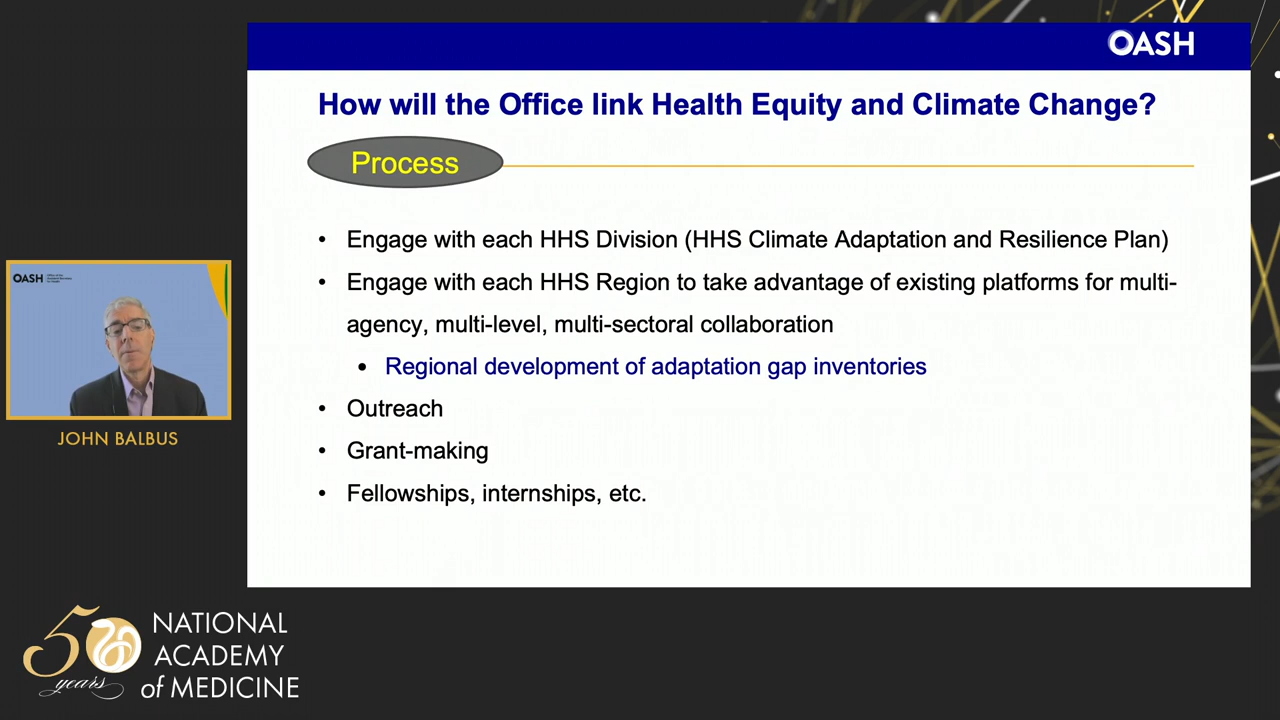 OASH
How will the Office link Health Equity and Climate Change?
Process
• Engage with each HHS Division (HHS Climate Adaptation and Resilience Plan)
• Engage with each HHS Region to take advantage of existing platforms for multi-
agency, multi-level, multi-sectoral collaboration
• Regional development of adaptation gap inventories
• Outreach
• Grant-making
• Fellowships, internships, etc.
OASH
JOHN BALBUS
50 years
NATIONAL
ACADEMY
of MEDICINE